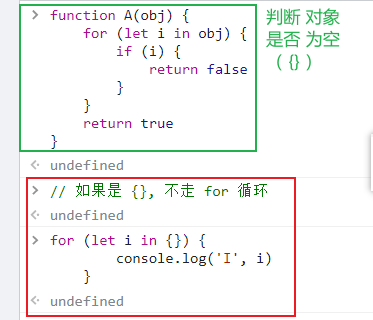 function A(obj) {
for (let i in obj) {
if (i) {
return false
}
}
return true
}
判断 对象
是否 为空
（ {} ）
undefined
// 如果是 {}, 不走 for 循环
undefined
for (let i in {}) {
console.log('I', i)
}
undefined